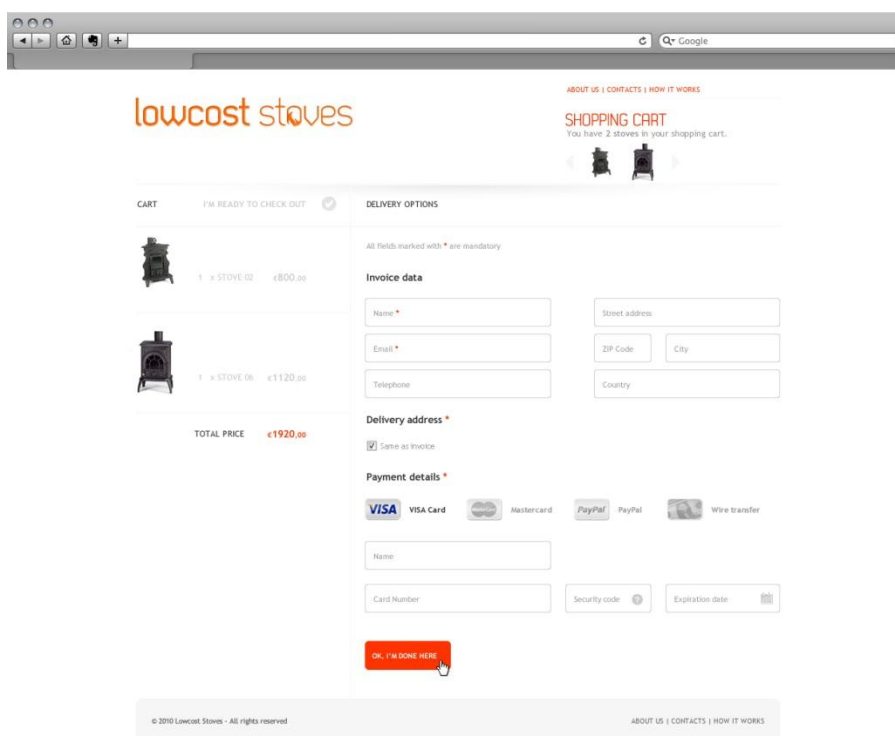 Google
ABOUT US | CONTACTS | HOW IT WORKS
lowcost stoves
SHOPPING CART
You have 2 stoves in your shopping cart.
CART I'M READY TO CHECK OUT
DELIVERY OPTIONS
All fields marked with * are mandatory
1 x STOVE 02 €800,00
Invoice data
Name *
Street address
Email *
ZIP Code
City
1 x STOVE 06 €1120,00
Telephone
Country
Delivery address *
TOTAL PRICE €1920,00
Same as invoice
Payment details *
VISA VISA Card
MasterCard Mastercard
PayPal PayPal
Wire transfer
Name
Card Number
Security code ?
Expiration date
OK, I'M DONE HERE
© 2010 Lowcost Stoves - All rights reserved
ABOUT US | CONTACTS | HOW IT WORKS